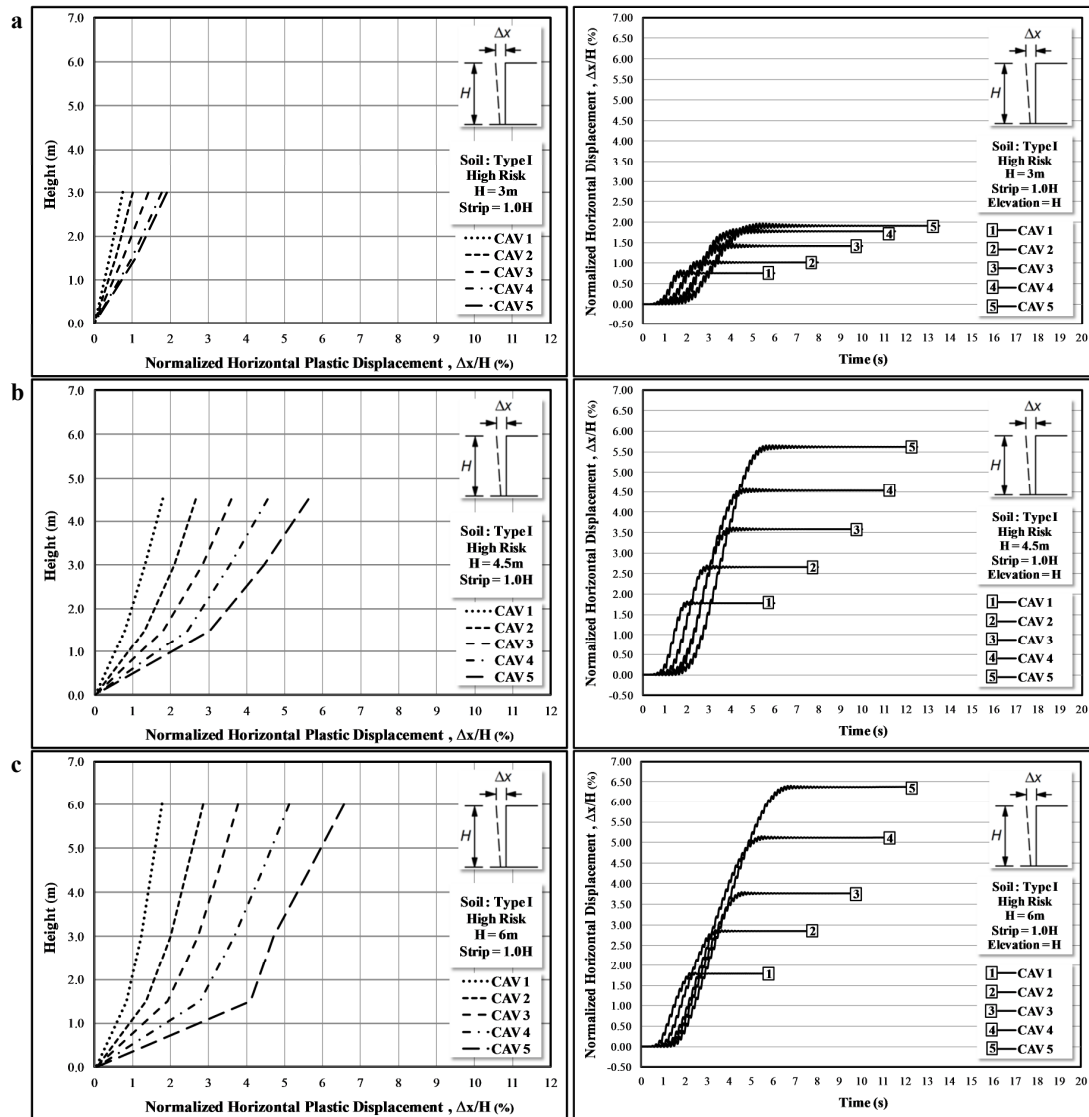 a
Height (m)
7.0
6.0
5.0
4.0
3.0
2.0
1.0
0.0
0 1 2 3 4 5 6 7 8 9 10 11 12
Normalized Horizontal Plastic Displacement , Δx/H (%)
Δx
H
Soil : Type I
High Risk
H = 3m
Strip = 1.0H
CAV 1
CAV 2
CAV 3
CAV 4
CAV 5
Normalized Horizontal Displacement , Δx/H (%)
7.00
6.50
6.00
5.50
5.00
4.50
4.00
3.50
3.00
2.50
2.00
1.50
1.00
0.50
0.00
-0.50
0 1 2 3 4 5 6 7 8 9 10 11 12 13 14 15 16 17 18 19 20
Time (s)
1
2
3
4
5
Δx
H
Soil : Type I
High Risk
H = 3m
Strip = 1.0H
Elevation = H
1 CAV 1
2 CAV 2
3 CAV 3
4 CAV 4
5 CAV 5
b
Height (m)
7.0
6.0
5.0
4.0
3.0
2.0
1.0
0.0
0 1 2 3 4 5 6 7 8 9 10 11 12
Normalized Horizontal Plastic Displacement , Δx/H (%)
Δx
H
Soil : Type I
High Risk
H = 4.5m
Strip = 1.0H
CAV 1
CAV 2
CAV 3
CAV 4
CAV 5
Normalized Horizontal Displacement , Δx/H (%)
7.00
6.50
6.00
5.50
5.00
4.50
4.00
3.50
3.00
2.50
2.00
1.50
1.00
0.50
0.00
-0.50
0 1 2 3 4 5 6 7 8 9 10 11 12 13 14 15 16 17 18 19 20
Time (s)
5
4
3
2
1
Δx
H
Soil : Type I
High Risk
H = 4.5m
Strip = 1.0H
Elevation = H
1 CAV 1
2 CAV 2
3 CAV 3
4 CAV 4
5 CAV 5
c
Height (m)
7.0
6.0
5.0
4.0
3.0
2.0
1.0
0.0
0 1 2 3 4 5 6 7 8 9 10 11 12
Normalized Horizontal Plastic Displacement , Δx/H (%)
Δx
H
Soil : Type I
High Risk
H = 6m
Strip = 1.0H
CAV 1
CAV 2
CAV 3
CAV 4
CAV 5
Normalized Horizontal Displacement , Δx/H (%)
7.00
6.50
6.00
5.50
5.00
4.50
4.00
3.50
3.00
2.50
2.00
1.50
1.00
0.50
0.00
-0.50
0 1 2 3 4 5 6 7 8 9 10 11 12 13 14 15 16 17 18 19 20
Time (s)
5
4
3
2
1
Δx
H
Soil : Type I
High Risk
H = 6m
Strip = 1.0H
Elevation = H
1 CAV 1
2 CAV 2
3 CAV 3
4 CAV 4
5 CAV 5